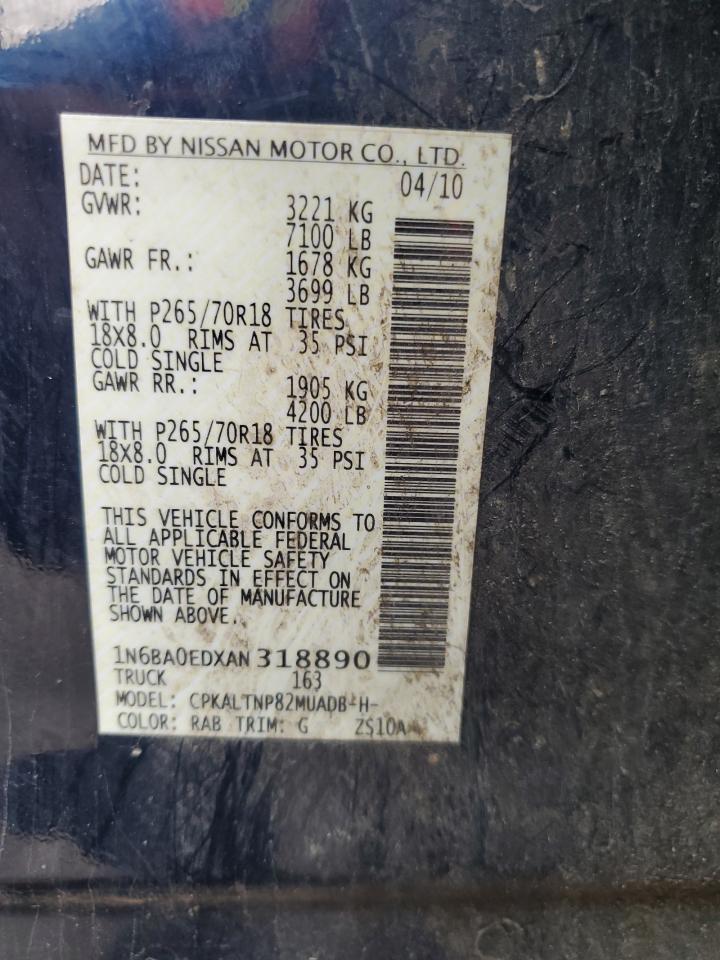 MFD BY NISSAN MOTOR CO., LTD.
DATE: 04/10
GVWR: 3221 KG
7100 LB
GAWR FR.: 1678 KG
3699 LB
WITH P265/70R18 TIRES
18X8.0 RIMS AT 35 PSI
COLD SINGLE
GAWR RR.: 1905 KG
4200 LB
WITH P265/70R18 TIRES
18X8.0 RIMS AT 35 PSI
COLD SINGLE
THIS VEHICLE CONFORMS TO
ALL APPLICABLE FEDERAL
MOTOR VEHICLE SAFETY
STANDARDS IN EFFECT ON
THE DATE OF MANUFACTURE
SHOWN ABOVE.
1N6BA0EDXAN318890
TRUCK 163
MODEL: CPKALTNP82MUADB-H-
COLOR: RAB TRIM: G ZS10A